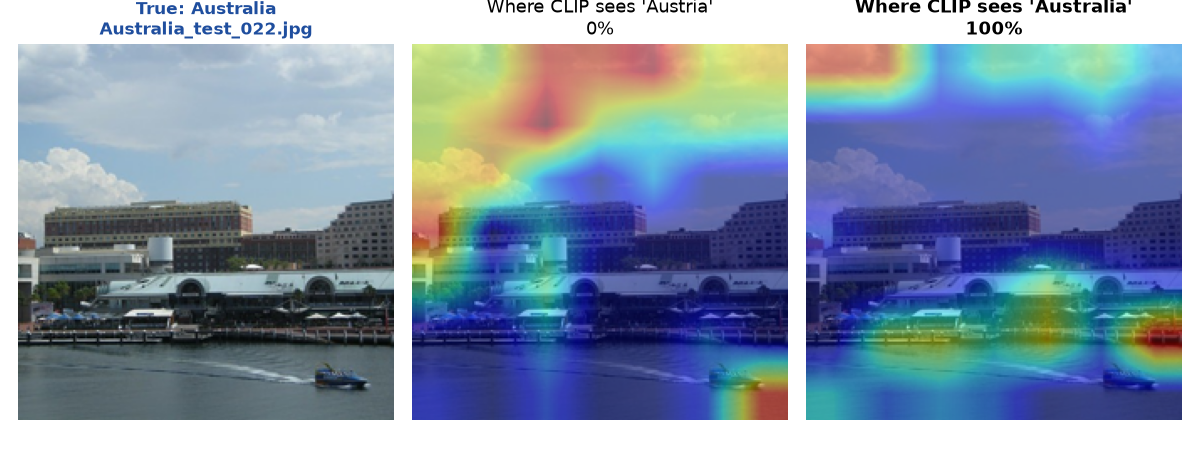 True: Australia
Australia_test_022.jpg
Where CLIP sees 'Austria'
0%
Where CLIP sees 'Australia'
100%